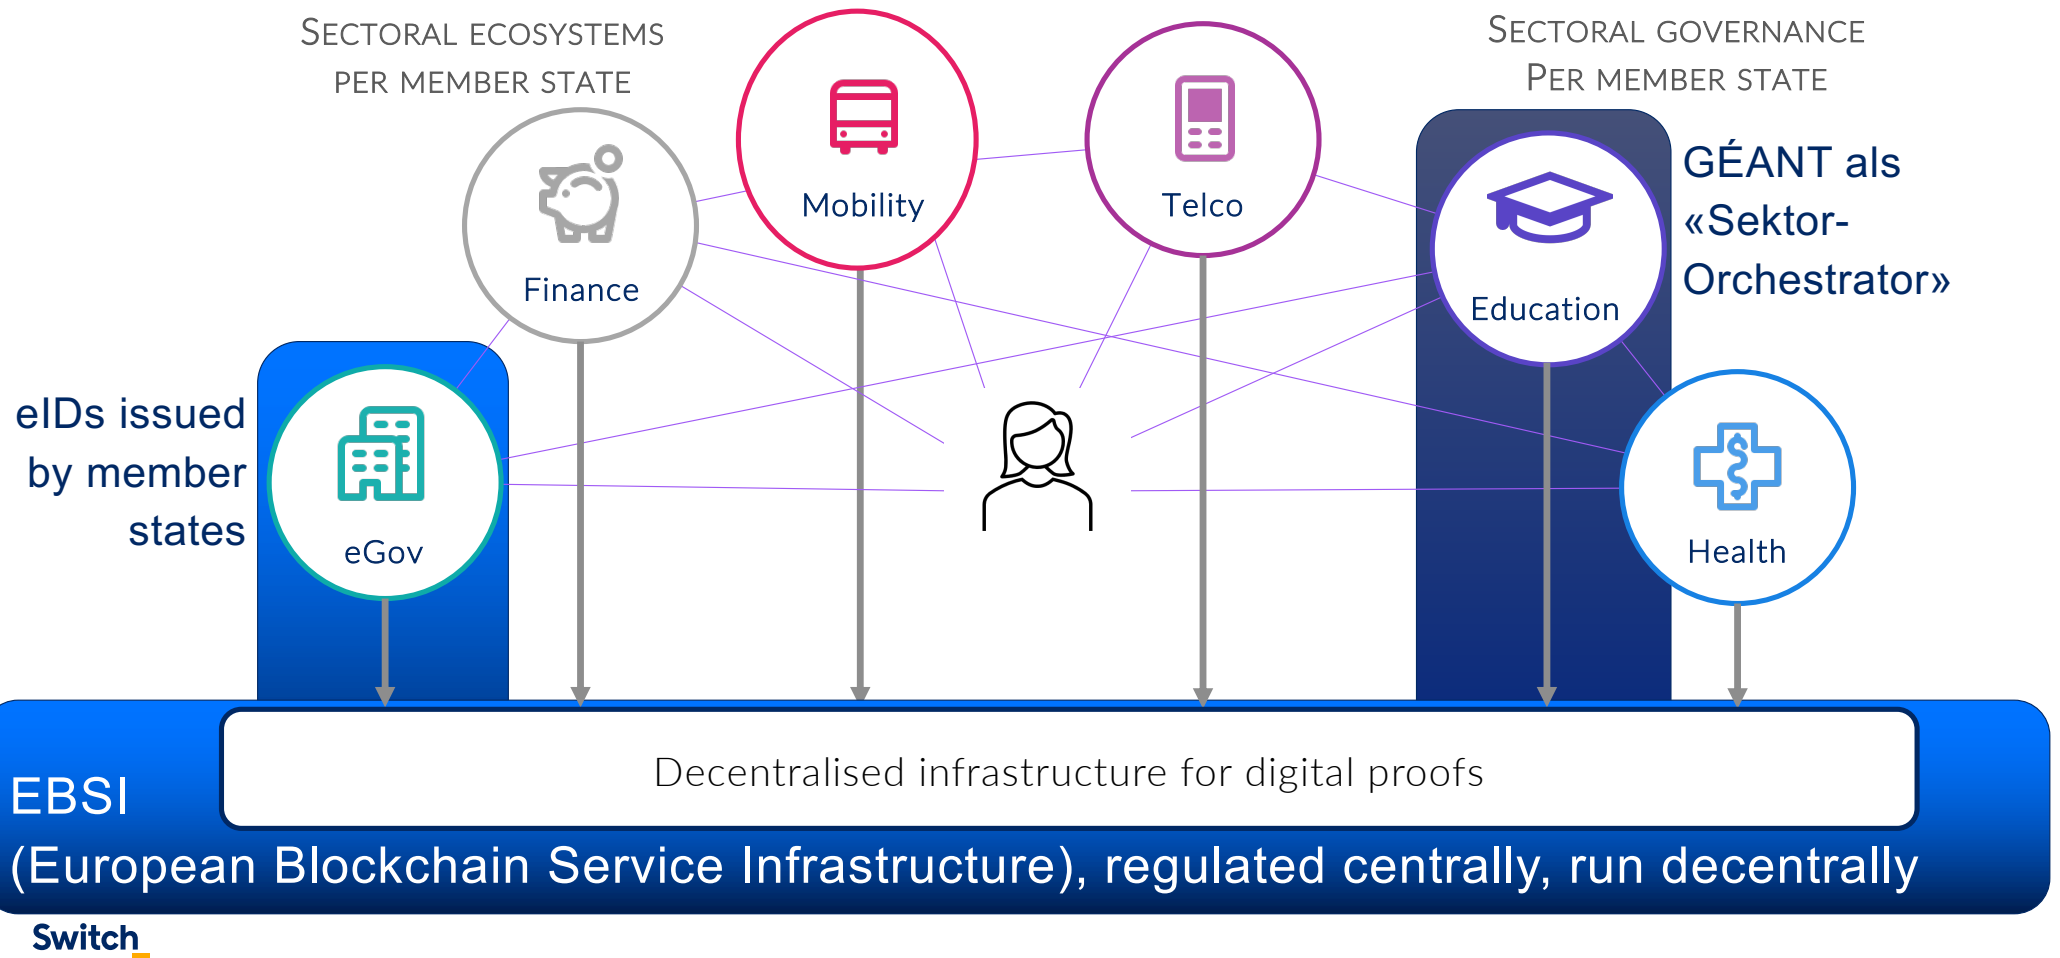 SECTORAL ECOSYSTEMS
PER MEMBER STATE
SECTORAL GOVERNANCE
PER MEMBER STATE
Mobility
Telco
Finance
Education
GÉANT als
«Sektor-
Orchestrator»
eIDs issued
by member
states
eGov
Health
Decentralised infrastructure for digital proofs
EBSI
(European Blockchain Service Infrastructure), regulated centrally, run decentrally
Switch